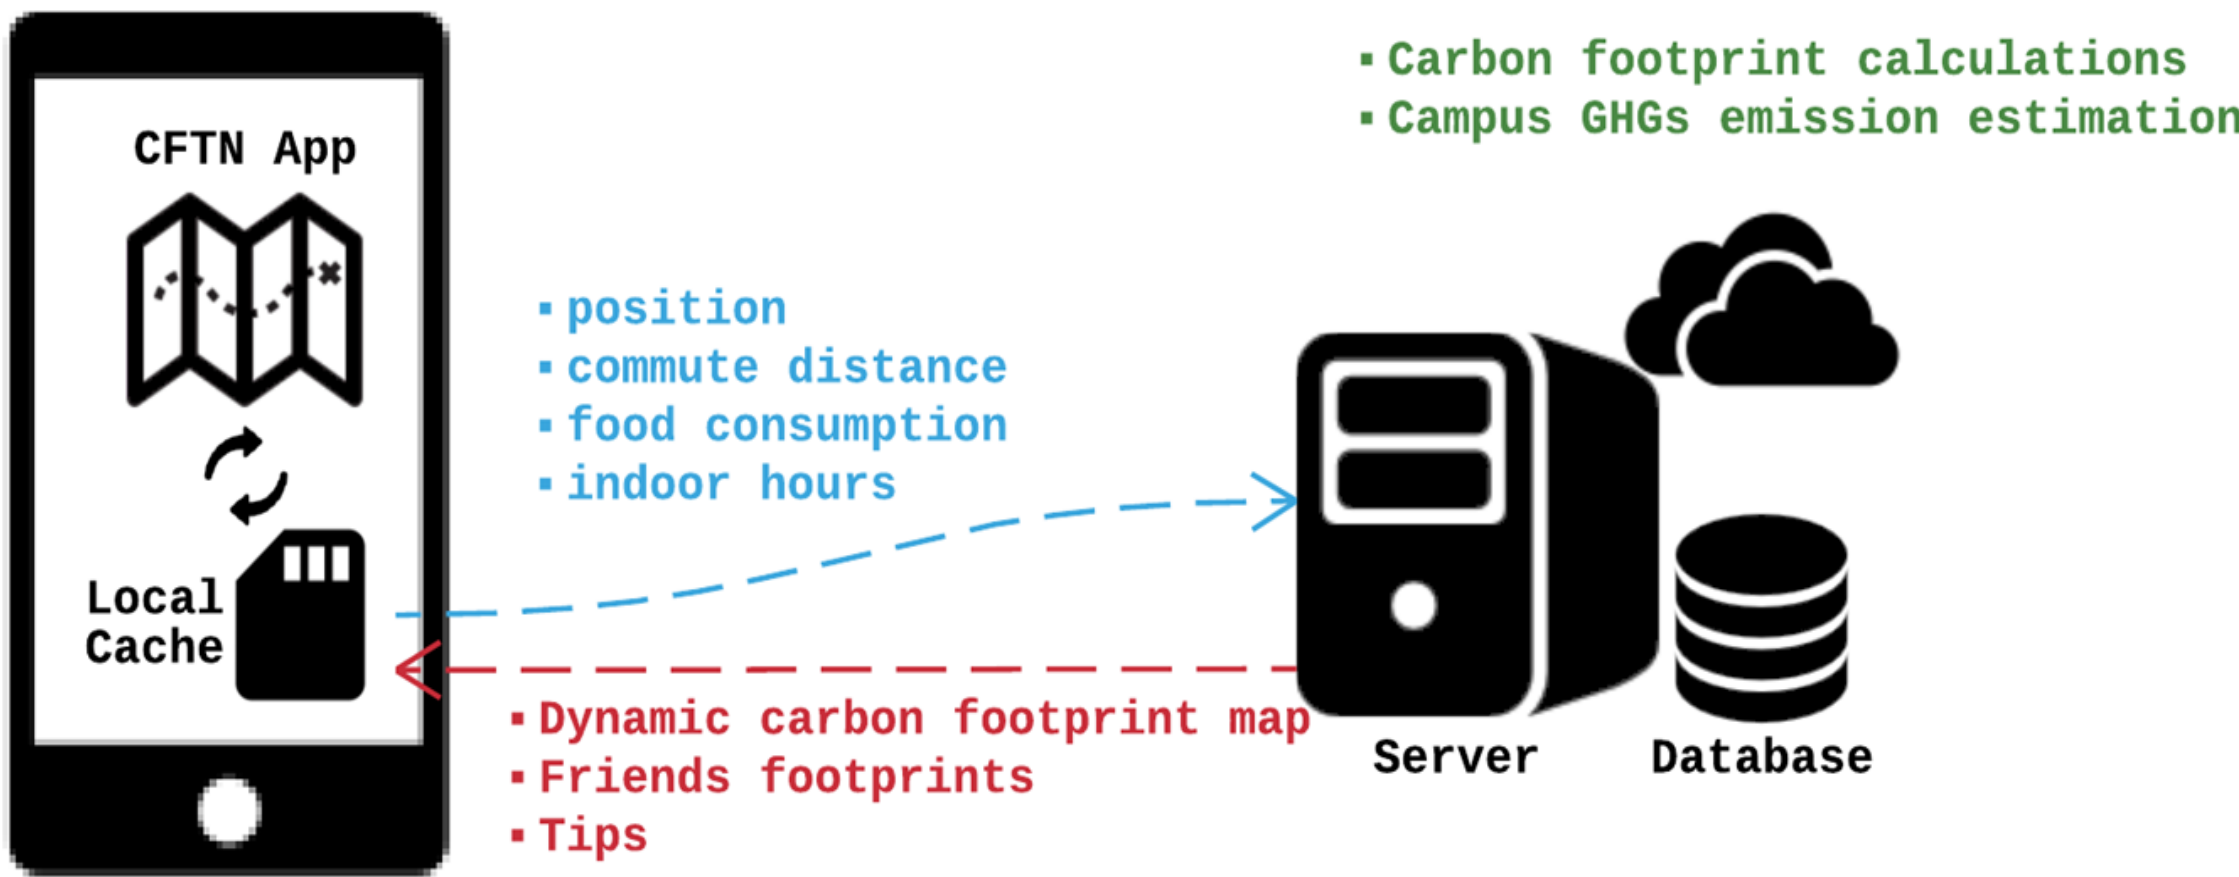 CFTN App
Local
Cache
▪ position
▪ commute distance
▪ food consumption
▪ indoor hours
▪ Dynamic carbon footprint map
▪ Friends footprints
▪ Tips
▪ Carbon footprint calculations
▪ Campus GHGs emission estimation
Server
Database